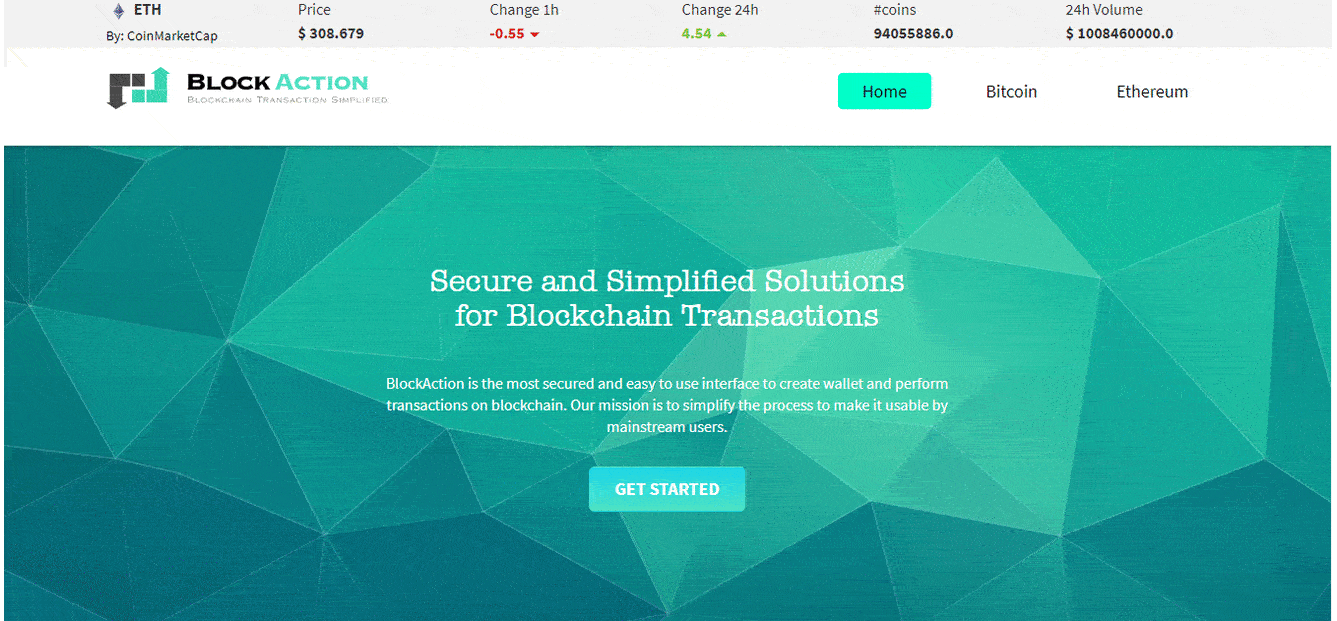 ETH Price Change 1h Change 24h #coins 24h Volume
By: CoinMarketCap $ 308.679 -0.55 4.54 94055886.0 $ 1008460000.0
BLOCK ACTION
BLOCKCHAIN TRANSACTION SIMPLIFIED.
Home Bitcoin Ethereum
Secure and Simplified Solutions
for Blockchain Transactions
BlockAction is the most secured and easy to use interface to create wallet and perform
transactions on blockchain. Our mission is to simplify the process to make it usable by
mainstream users.
GET STARTED